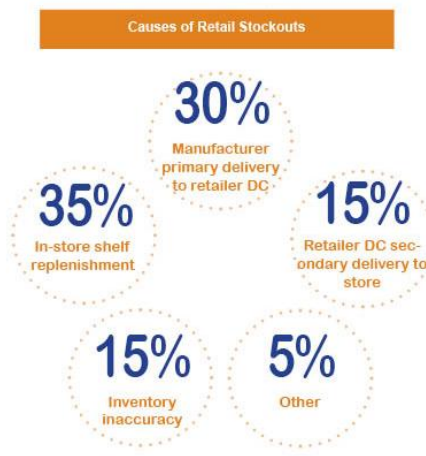 Causes of Retail Stockouts
30%
Manufacturer
primary delivery
to retailer DC
35%
In-store shelf
replenishment
15%
Retailer DC sec-
ondary delivery to
store
15%
Inventory
inaccuracy
5%
Other